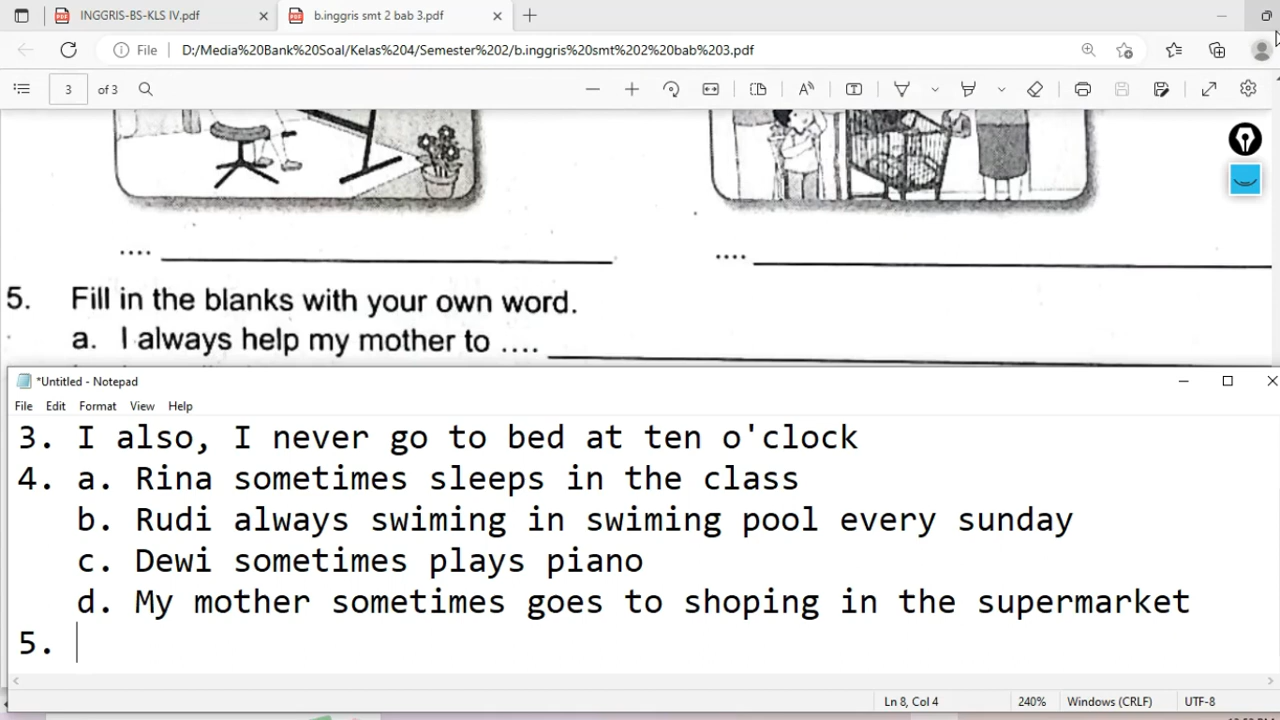 INGGRIS-BS-KLS IV.pdf
b.inggris smt 2 bab 3.pdf
File D:/Media%20Bank%20Soal/Kelas%204/Semester%202/b.inggris%20smt%202%20bab%203.pdf
3 of 3
.... ....
5. Fill in the blanks with your own word.
a. I always help my mother to ....
*Untitled - Notepad
File Edit Format View Help
3. I also, I never go to bed at ten o'clock
4. a. Rina sometimes sleeps in the class
b. Rudi always swiming in swiming pool every sunday
c. Dewi sometimes plays piano
d. My mother sometimes goes to shoping in the supermarket
5.
Ln 8, Col 4 240% Windows (CRLF) UTF-8